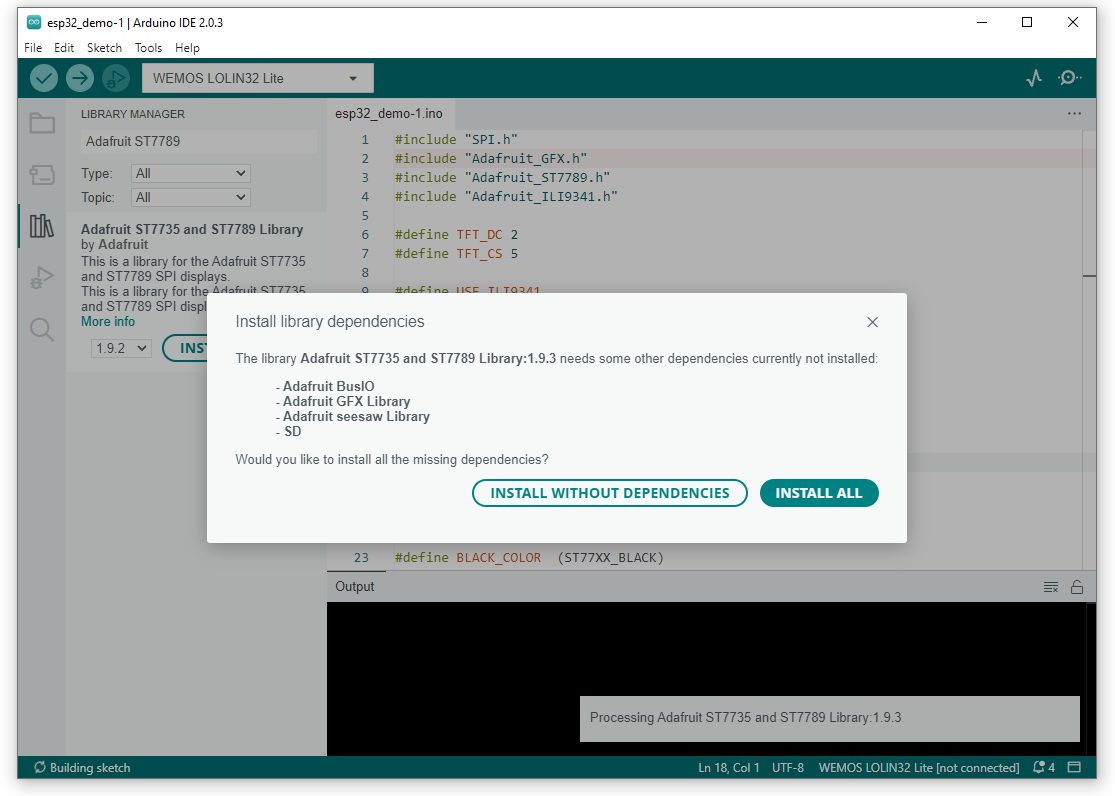 esp32_demo-1 | Arduino IDE 2.0.3
File Edit Sketch Tools Help
WEMOS LOLIN32 Lite
LIBRARY MANAGER
Adafruit ST7789
Type: All
Topic: All
Adafruit ST7735 and ST7789 Library
by Adafruit
This is a library for the Adafruit ST7735
and ST7789 SPI displays.
This is a library for the Adafruit ST7735
and ST7789 SPI displ
More info
1.9.2 INST
esp32_demo-1.ino
1 #include "SPI.h"
2 #include "Adafruit_GFX.h"
3 #include "Adafruit_ST7789.h"
4 #include "Adafruit_ILI9341.h"
5
6 #define TFT_DC 2
7 #define TFT_CS 5
8
9 #define USE_ILI9341
Install library dependencies
The library Adafruit ST7735 and ST7789 Library:1.9.3 needs some other dependencies currently not installed:
- Adafruit BusIO
- Adafruit GFX Library
- Adafruit seesaw Library
- SD
Would you like to install all the missing dependencies?
INSTALL WITHOUT DEPENDENCIES INSTALL ALL
23 #define BLACK_COLOR (ST77XX_BLACK)
Output
Processing Adafruit ST7735 and ST7789 Library:1.9.3
Building sketch
Ln 18, Col 1 UTF-8 WEMOS LOLIN32 Lite [not connected] 4